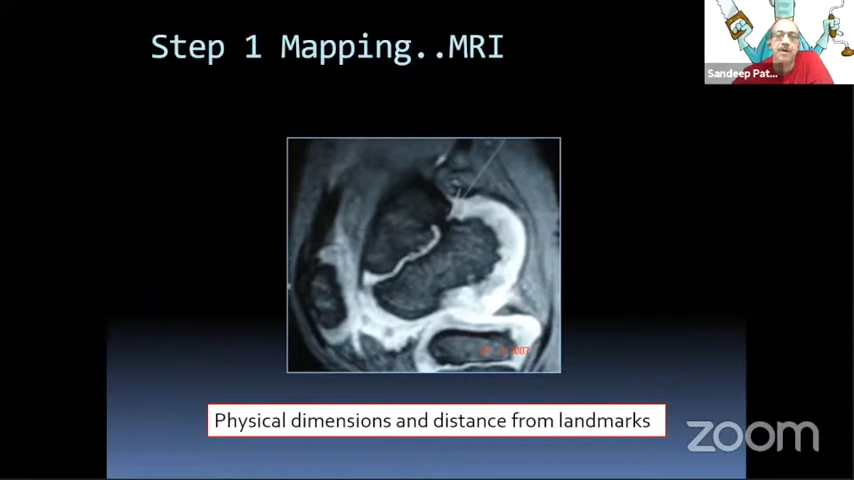 Step 1 Mapping..MRI
Sandeep Pat...
Physical dimensions and distance from landmarks
zoom